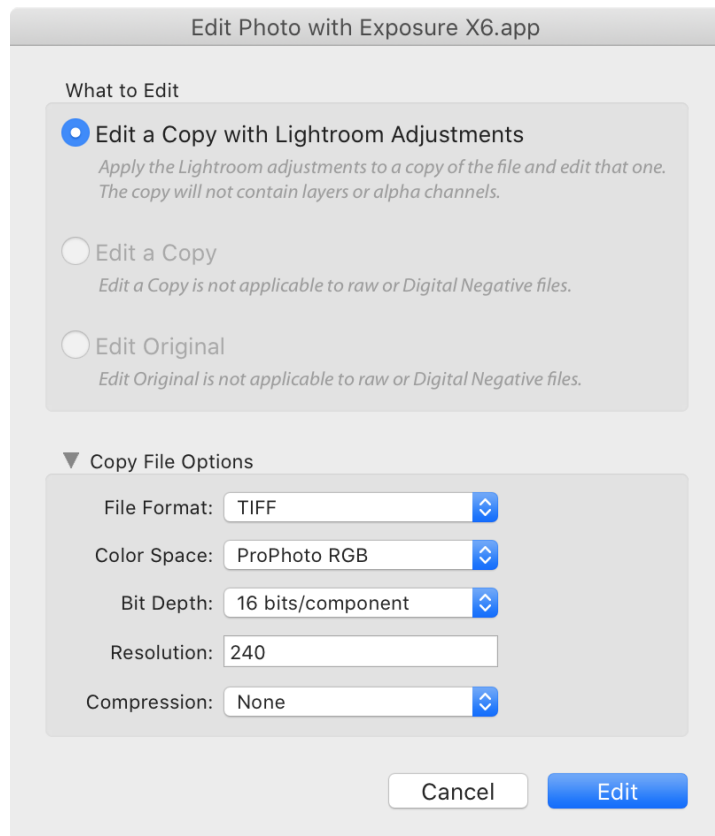 Edit Photo with Exposure X6.app
What to Edit
Edit a Copy with Lightroom Adjustments
Apply the Lightroom adjustments to a copy of the file and edit that one.
The copy will not contain layers or alpha channels.
Edit a Copy
Edit a Copy is not applicable to raw or Digital Negative files.
Edit Original
Edit Original is not applicable to raw or Digital Negative files.
Copy File Options
File Format: TIFF
Color Space: ProPhoto RGB
Bit Depth: 16 bits/component
Resolution: 240
Compression: None
Cancel Edit